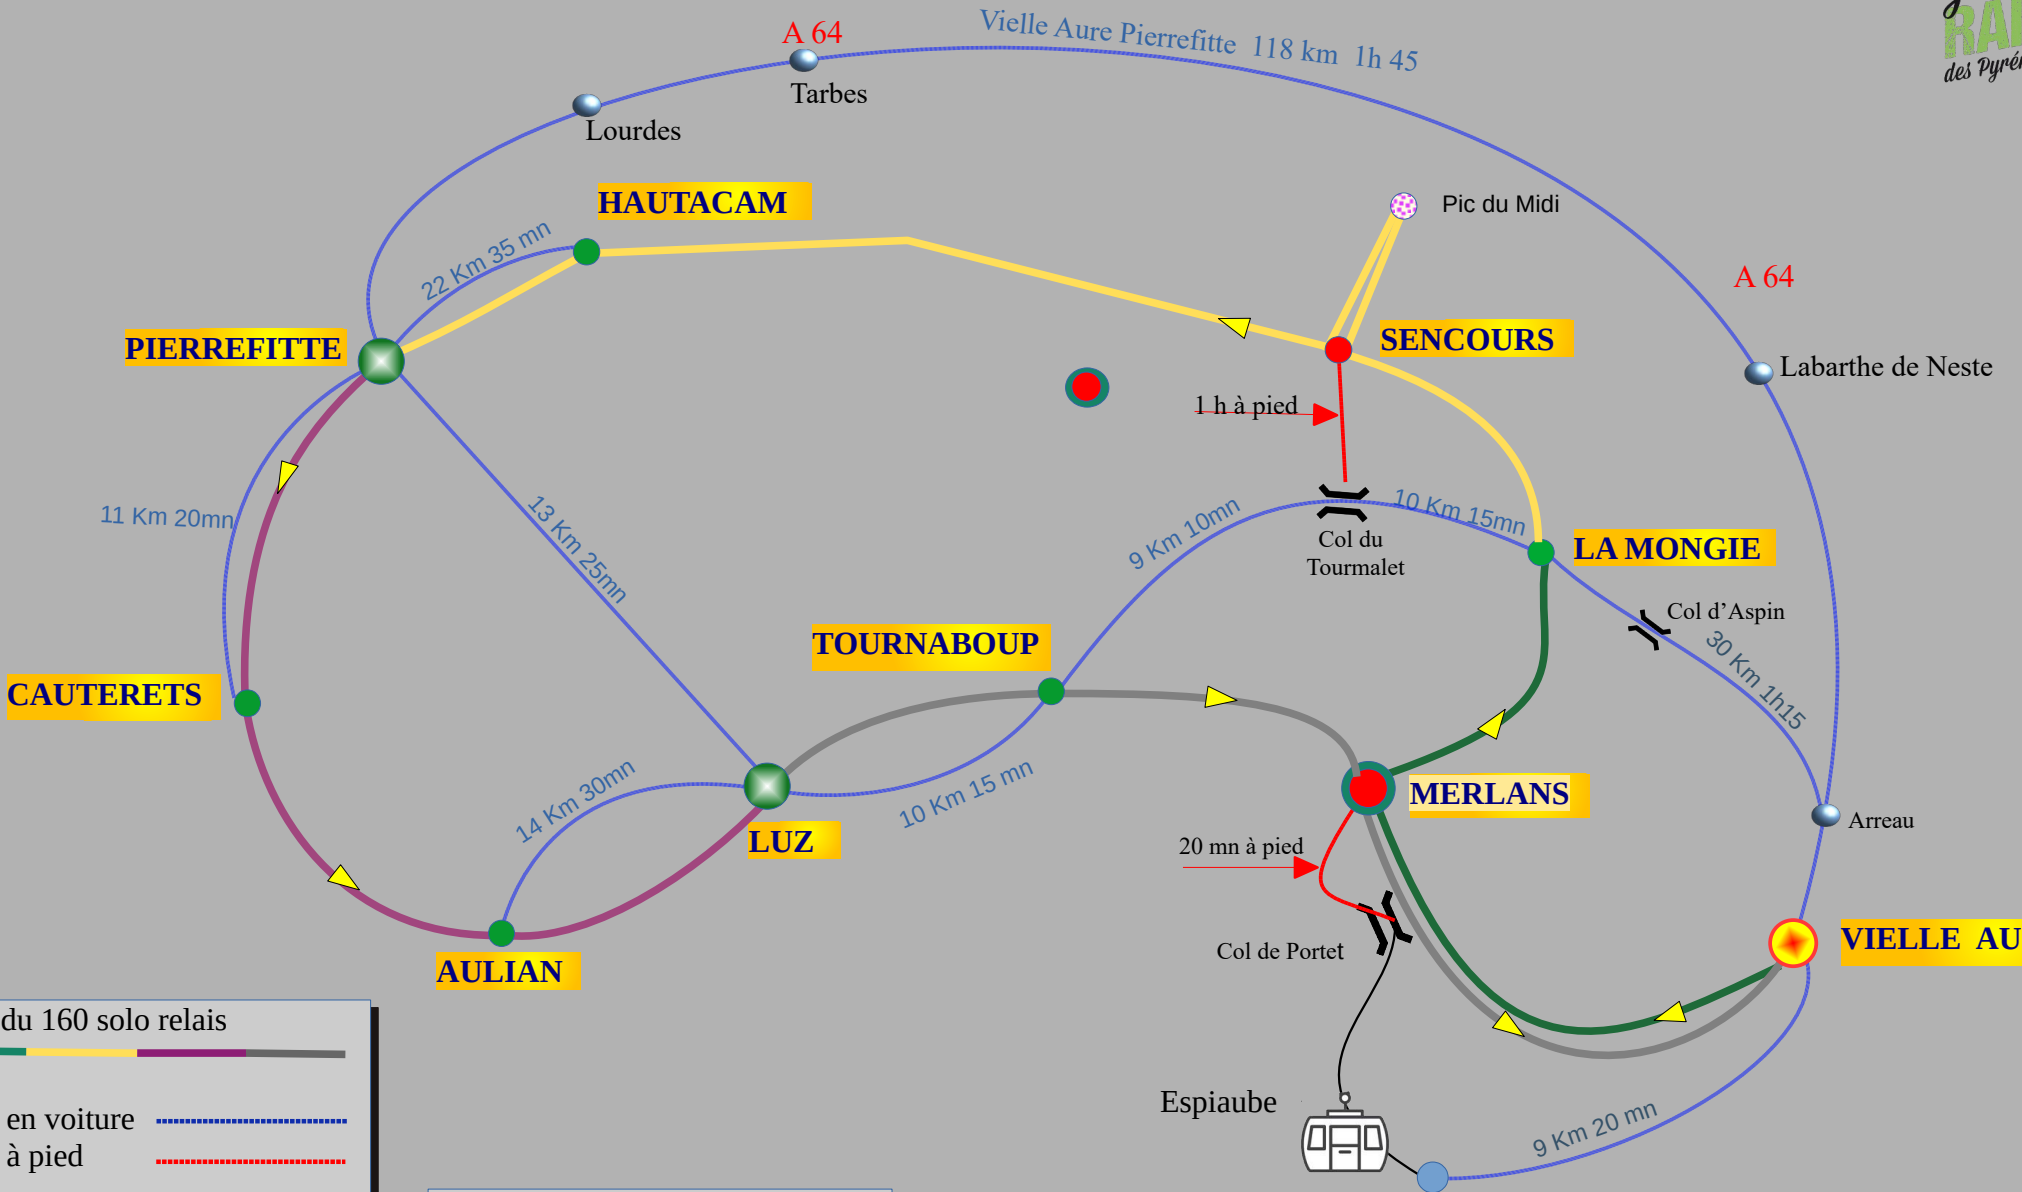 A 64
Vielle Aure Pierrefitte 118 km 1h 45
des
Tarbes
Lourdes
HAUTACAM
22 Km 35 mn
Pic du Midi
A 64
PIERREFITTE
SENCOURS
Labarthe de Neste
1 h à pied
11 Km 20mn
13 Km 25mn
9 Km 10mn
10 Km 15mn
Col du
Tourmalet
LA MONGIE
Col d’Aspin
30 Km 1h15
TOURNABOUP
CAUTERETS
14 Km 30mn
10 Km 15 mn
LUZ
MERLANS
Arreau
20 mn à pied
Col de Portet
VIELLE AU
AULIAN
du 160 solo relais
en voiture
à pied
Espiaube
9 Km 20 mn